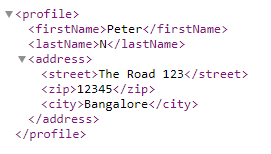 <profile>
<firstName>Peter</firstName>
<lastName>N</lastName>
<address>
<street>The Road 123</street>
<zip>12345</zip>
<city>Bangalore</city>
</address>
</profile>